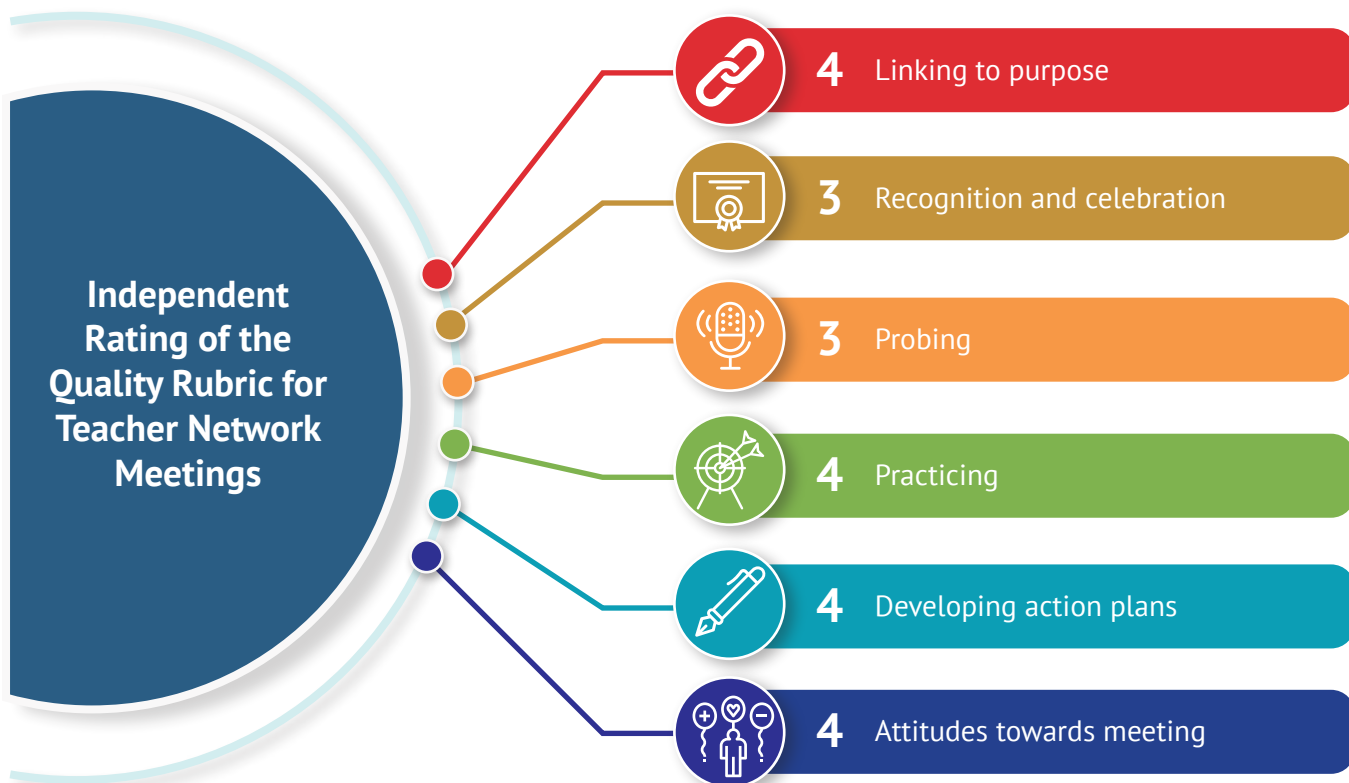 Independent
Rating of the
Quality Rubric for
Teacher Network
Meetings
4 Linking to purpose
3 Recognition and celebration
3 Probing
4 Practicing
4 Developing action plans
4 Attitudes towards meeting